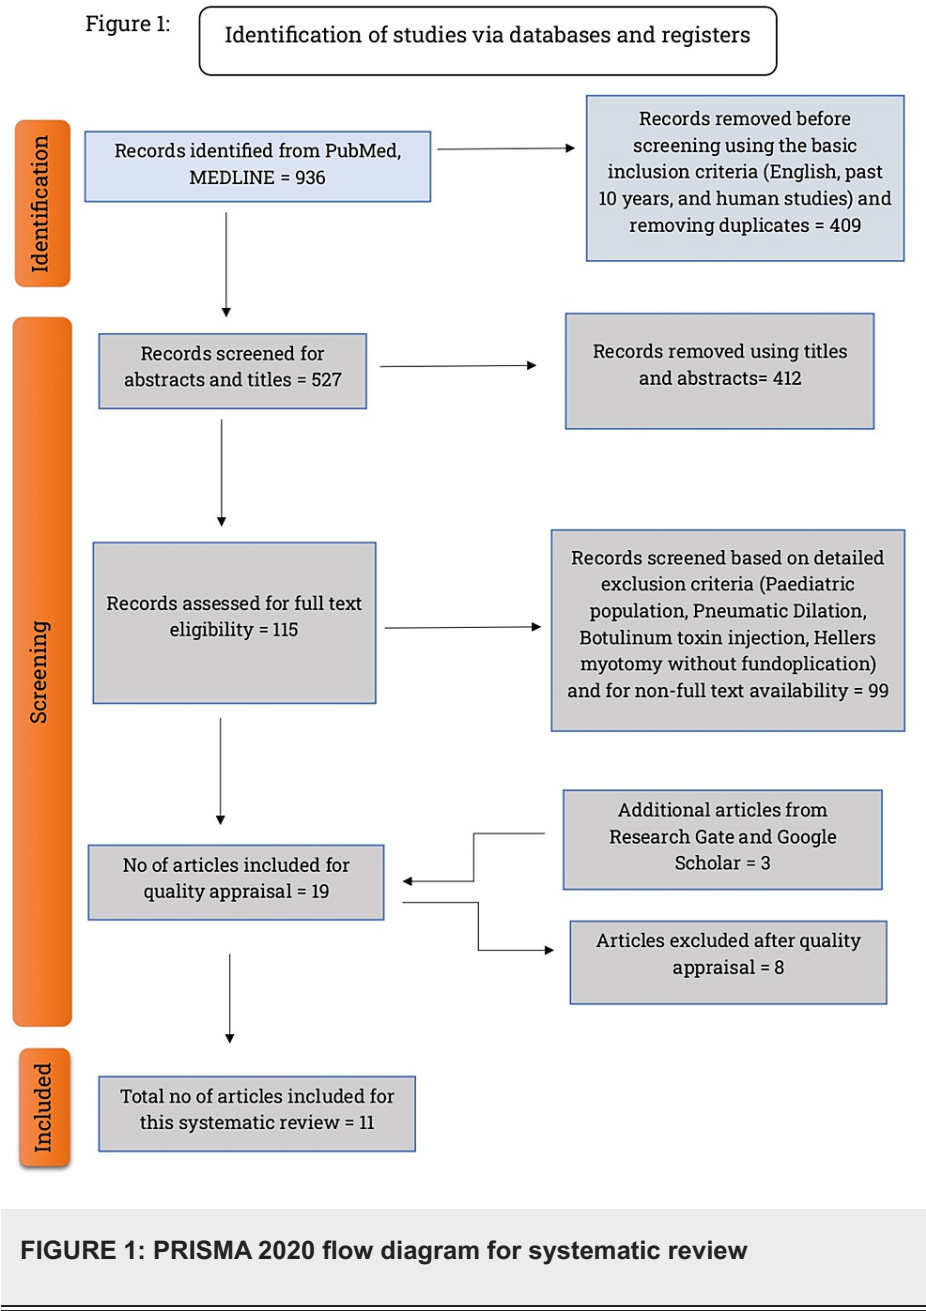 Figure 1:
Identification of studies via databases and registers
Identification
Records identified from PubMed,
MEDLINE = 936
Records removed before
screening using the basic
inclusion criteria (English, past
10 years, and human studies) and
removing duplicates = 409
Screening
Records screened for
abstracts and titles = 527
Records removed using titles
and abstracts= 412
Records assessed for full text
eligibility = 115
Records screened based on detailed
exclusion criteria (Paediatric
population, Pneumatic Dilation,
Botulinum toxin injection, Hellers
myotomy without fundoplication)
and for non-full text availability = 99
Additional articles from
Research Gate and Google
Scholar = 3
No of articles included for
quality appraisal = 19
Articles excluded after quality
appraisal = 8
Included
Total no of articles included for
this systematic review = 11
FIGURE 1: PRISMA 2020 flow diagram for systematic review